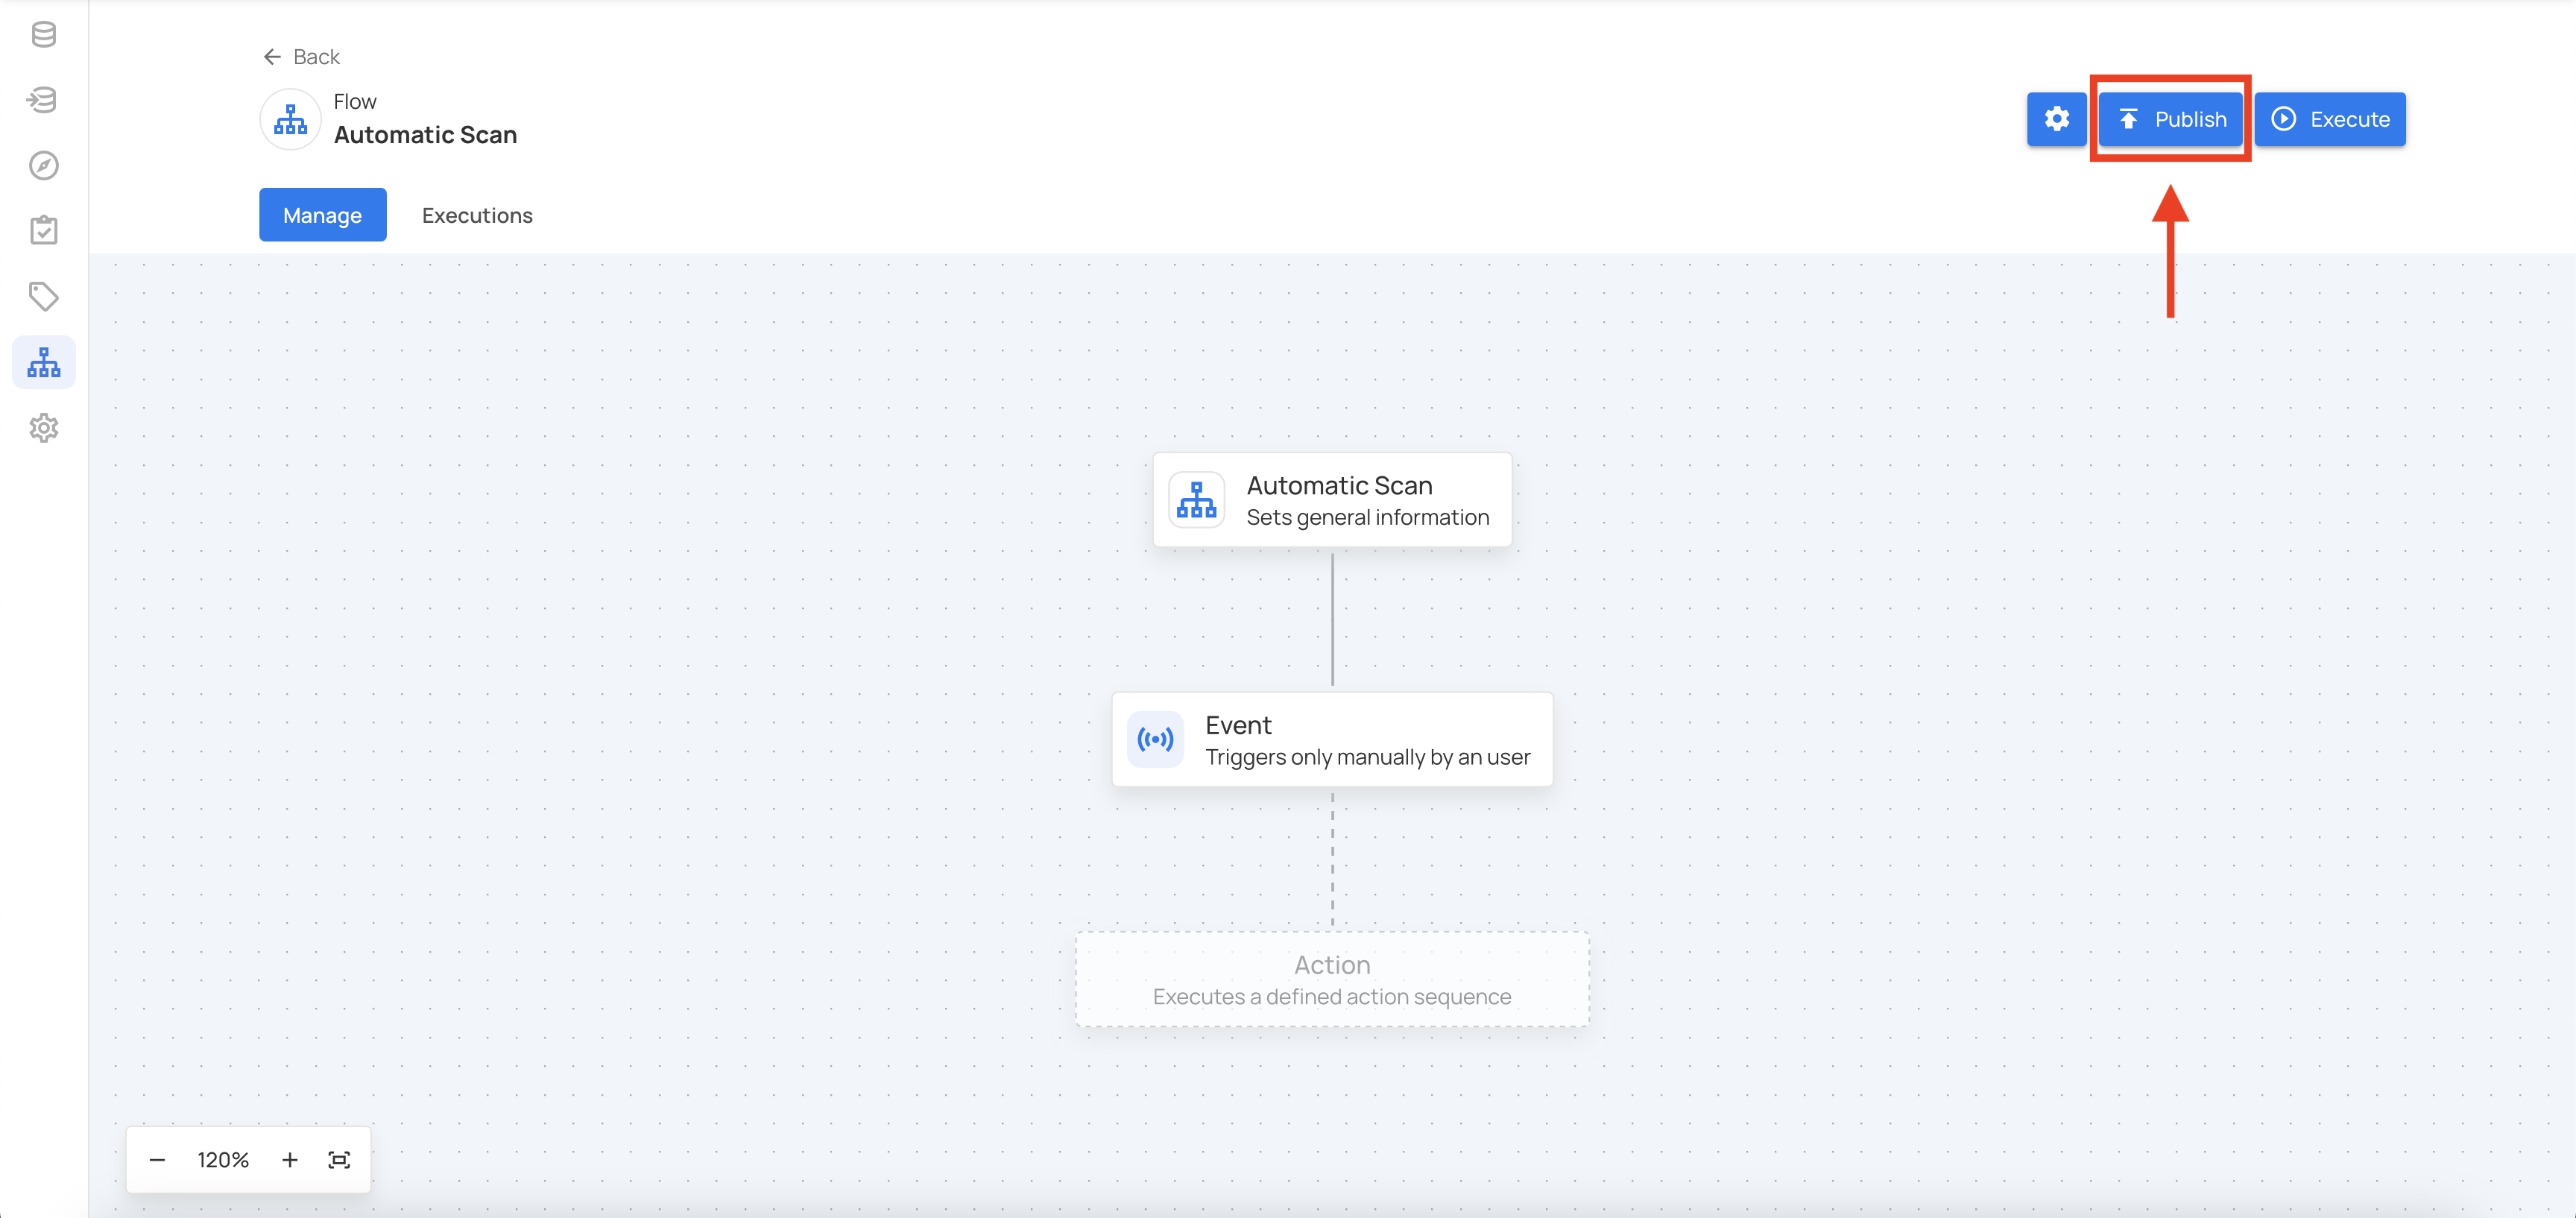 Back
Flow
Automatic Scan
Publish
Execute
Manage
Executions
Automatic Scan
Sets general information
Event
Triggers only manually by an user
Action
Executes a defined action sequence
120%